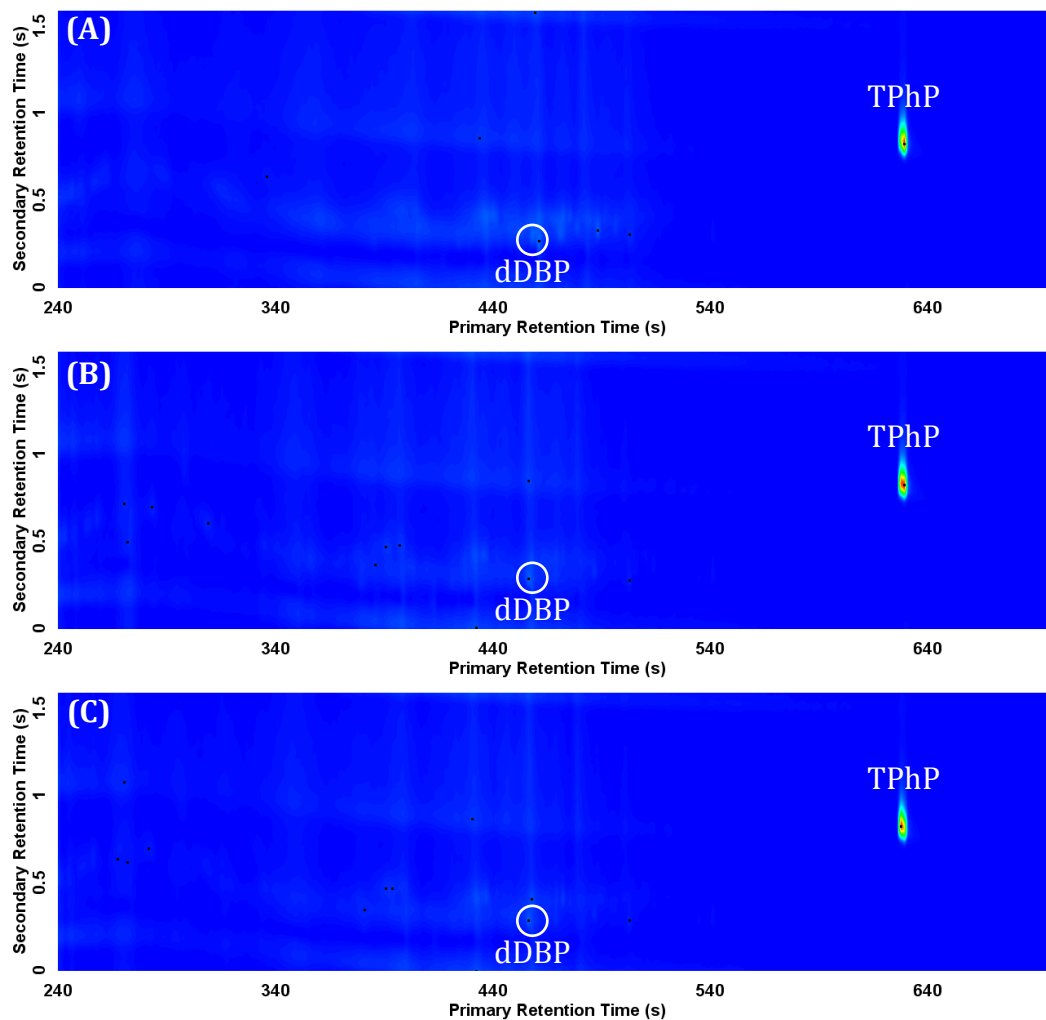 (A)
Secondary Retention Time (s)
1.5
1
0.5
0
TPhP
dDBP
240 340 440 540 640
Primary Retention Time (s)
(B)
Secondary Retention Time (s)
1.5
1
0.5
0
TPhP
dDBP
240 340 440 540 640
Primary Retention Time (s)
(C)
Secondary Retention Time (s)
1.5
1
0.5
0
TPhP
dDBP
240 340 440 540 640
Primary Retention Time (s)